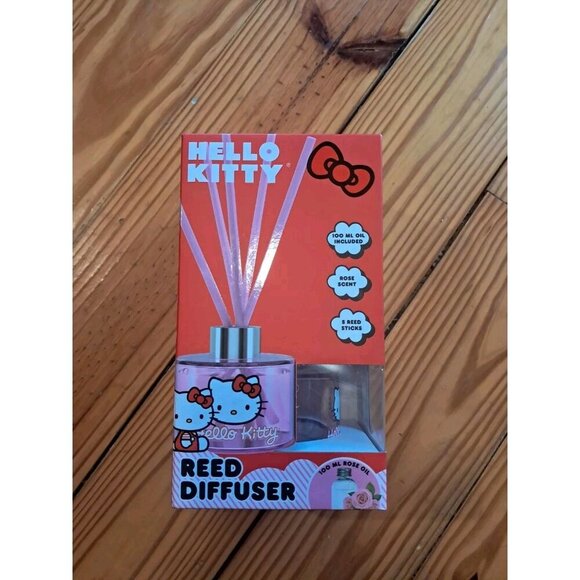 HELLO
KITTY®
100 ML OIL
INCLUDED
ROSE
SCENT
5 REED
STICKS
Hello Kitty
REED
DIFFUSER
100 ML ROSE OIL